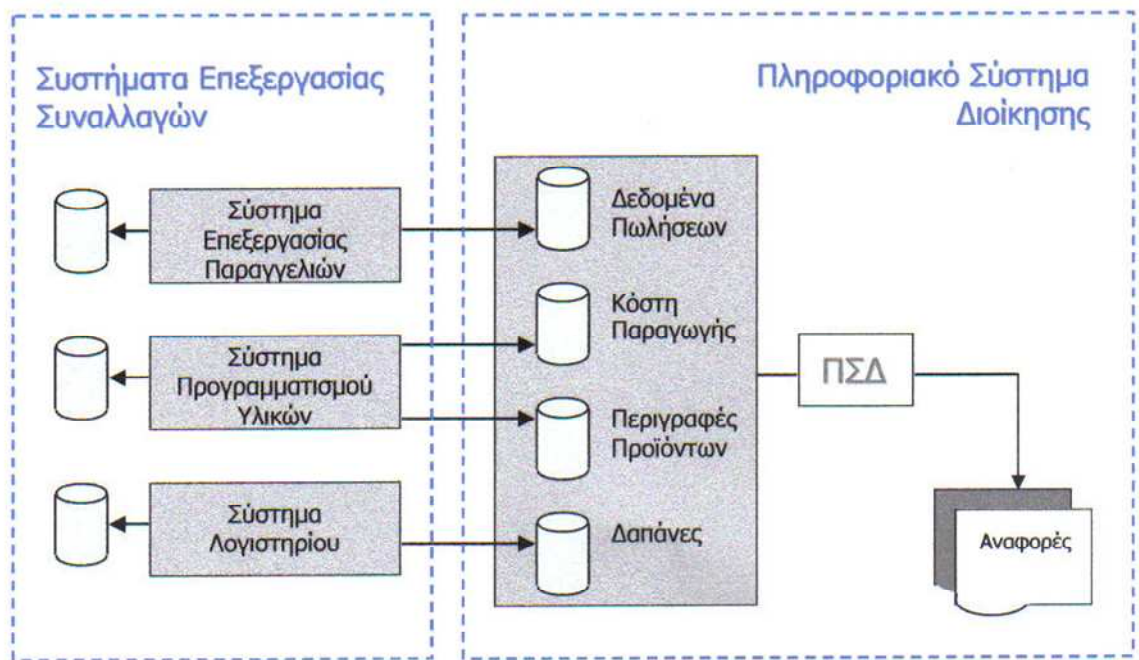 Συστήματα Επεξεργασίας
Συναλλαγών
Πληροφοριακό Σύστημα
Διοίκησης
Σύστημα
Επεξεργασίας
Παραγγελιών
Σύστημα
Προγραμματισμού
Υλικών
Σύστημα
Λογιστηρίου
Δεδομένα
Πωλήσεων
Κόστη
Παραγωγής
Περιγραφές
Προϊόντων
Δαπάνες
ΠΣΔ
Αναφορές